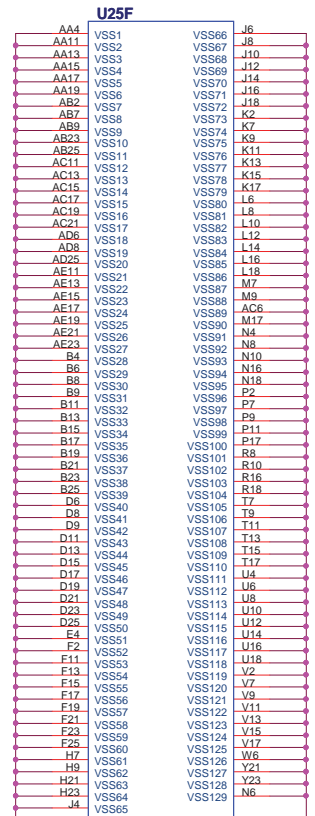 U25F
AA4 VSS1 VSS66 J6
AA11 VSS2 VSS67 J8
AA13 VSS3 VSS68 J10
AA15 VSS4 VSS69 J12
AA17 VSS5 VSS70 J14
AA19 VSS6 VSS71 J16
AB2 VSS7 VSS72 J18
AB7 VSS8 VSS73 K2
AB9 VSS9 VSS74 K7
AB23 VSS10 VSS75 K9
AB25 VSS11 VSS76 K11
AC11 VSS12 VSS77 K13
AC13 VSS13 VSS78 K15
AC15 VSS14 VSS79 K17
AC17 VSS15 VSS80 L6
AC19 VSS16 VSS81 L8
AC21 VSS17 VSS82 L10
AD6 VSS18 VSS83 L12
AD8 VSS19 VSS84 L14
AD25 VSS20 VSS85 L16
AE11 VSS21 VSS86 L18
AE13 VSS22 VSS87 M7
AE15 VSS23 VSS88 M9
AE17 VSS24 VSS89 AC6
AE19 VSS25 VSS90 M17
AE21 VSS26 VSS91 N4
AE23 VSS27 VSS92 N8
B4 VSS28 VSS93 N10
B6 VSS29 VSS94 N16
B8 VSS30 VSS95 N18
B9 VSS31 VSS96 P2
B11 VSS32 VSS97 P7
B13 VSS33 VSS98 P9
B15 VSS34 VSS99 P11
B17 VSS35 VSS100 P17
B19 VSS36 VSS101 R8
B21 VSS37 VSS102 R10
B23 VSS38 VSS103 R16
B25 VSS39 VSS104 R18
D6 VSS40 VSS105 T7
D8 VSS41 VSS106 T9
D9 VSS42 VSS107 T11
D11 VSS43 VSS108 T13
D13 VSS44 VSS109 T15
D15 VSS45 VSS110 T17
D17 VSS46 VSS111 U4
D19 VSS47 VSS112 U6
D21 VSS48 VSS113 U8
D23 VSS49 VSS114 U10
D25 VSS50 VSS115 U12
E4 VSS51 VSS116 U14
F2 VSS52 VSS117 U16
F11 VSS53 VSS118 U18
F13 VSS54 VSS119 V2
F15 VSS55 VSS120 V7
F17 VSS56 VSS121 V9
F19 VSS57 VSS122 V11
F21 VSS58 VSS123 V13
F23 VSS59 VSS124 V15
F25 VSS60 VSS125 V17
H7 VSS61 VSS126 W6
H9 VSS62 VSS127 Y21
H21 VSS63 VSS128 Y23
H23 VSS64 VSS129 N6
J4 VSS65